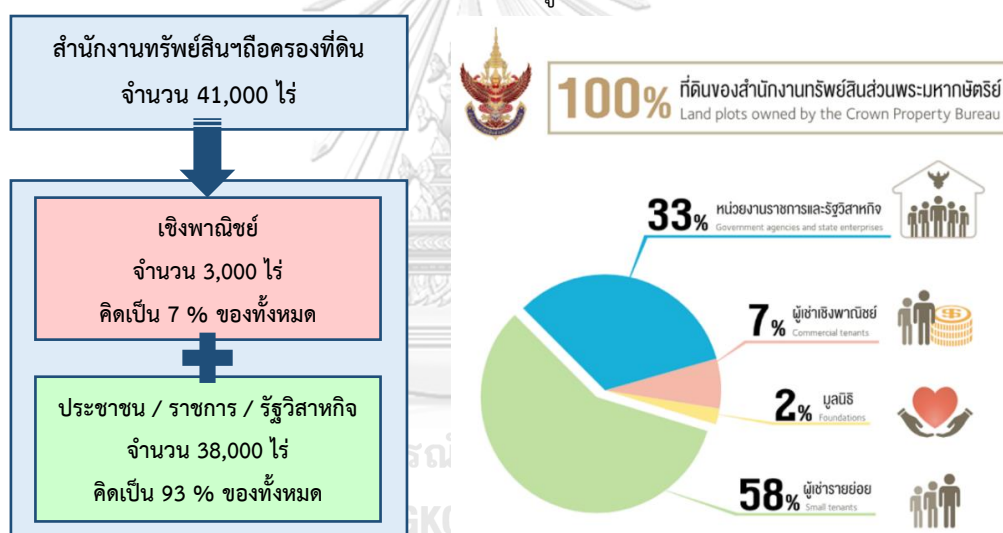 สำนักงานทรัพย์สินฯถือครองที่ดิน
จำนวน 41,000 ไร่
เชิงพาณิชย์
จำนวน 3,000 ไร่
คิดเป็น 7 % ของทั้งหมด
ประชาชน / ราชการ / รัฐวิสาหกิจ
จำนวน 38,000 ไร่
คิดเป็น 93 % ของทั้งหมด
100% ที่ดินของสำนักงานทรัพย์สินส่วนพระมหากษัตริย์
Land plots owned by the Crown Property Bureau
33% หน่วยงานราชการและรัฐวิสาหกิจ
Government agencies and state enterprises
7% ผู้เช่าเชิงพาณิชย์
Commercial tenants
2% มูลนิธิ
Foundations
58% ผู้เช่ารายย่อย
Small tenants